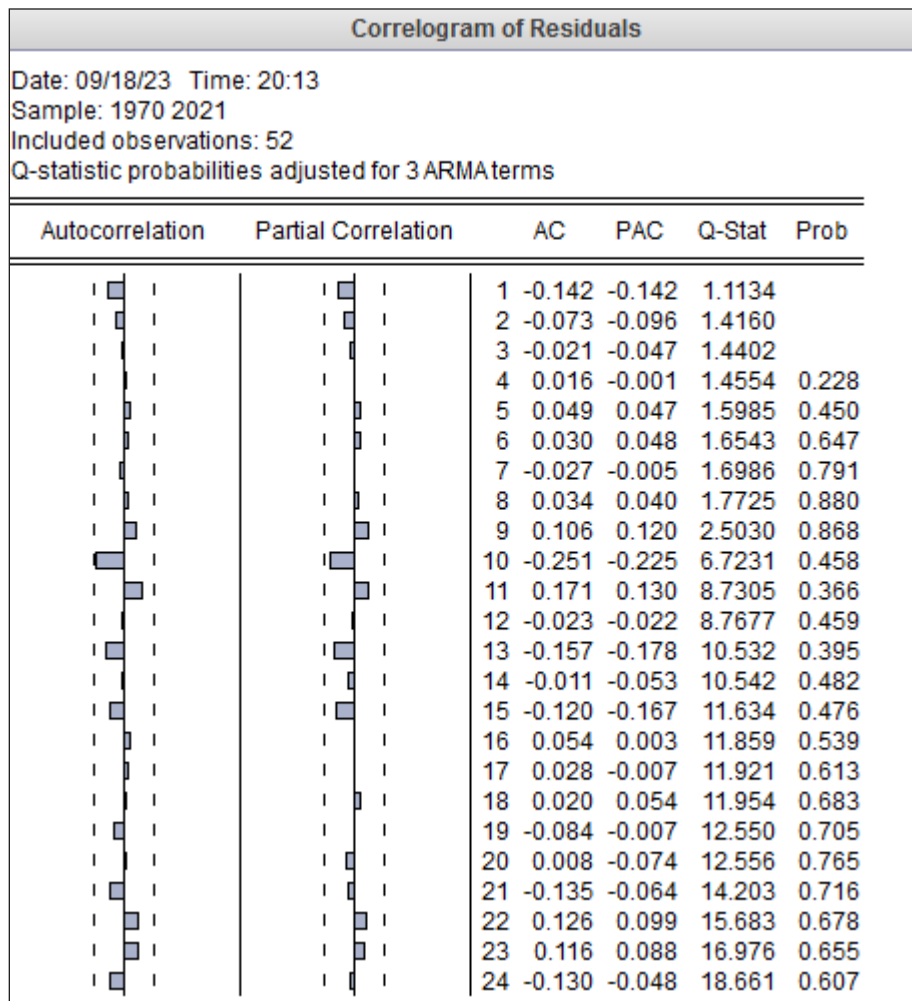 Correlogram of Residuals
Date: 09/18/23 Time: 20:13
Sample: 1970 2021
Included observations: 52
Q-statistic probabilities adjusted for 3 ARMA terms
Autocorrelation Partial Correlation AC PAC Q-Stat Prob
1 -0.142 -0.142 1.1134
2 -0.073 -0.096 1.4160
3 -0.021 -0.047 1.4402
4 0.016 -0.001 1.4554 0.228
5 0.049 0.047 1.5985 0.450
6 0.030 0.048 1.6543 0.647
7 -0.027 -0.005 1.6986 0.791
8 0.034 0.040 1.7725 0.880
9 0.106 0.120 2.5030 0.868
10 -0.251 -0.225 6.7231 0.458
11 0.171 0.130 8.7305 0.366
12 -0.023 -0.022 8.7677 0.459
13 -0.157 -0.178 10.532 0.395
14 -0.011 -0.053 10.542 0.482
15 -0.120 -0.167 11.634 0.476
16 0.054 0.003 11.859 0.539
17 0.028 -0.007 11.921 0.613
18 0.020 0.054 11.954 0.683
19 -0.084 -0.007 12.550 0.705
20 0.008 -0.074 12.556 0.765
21 -0.135 -0.064 14.203 0.716
22 0.126 0.099 15.683 0.678
23 0.116 0.088 16.976 0.655
24 -0.130 -0.048 18.661 0.607